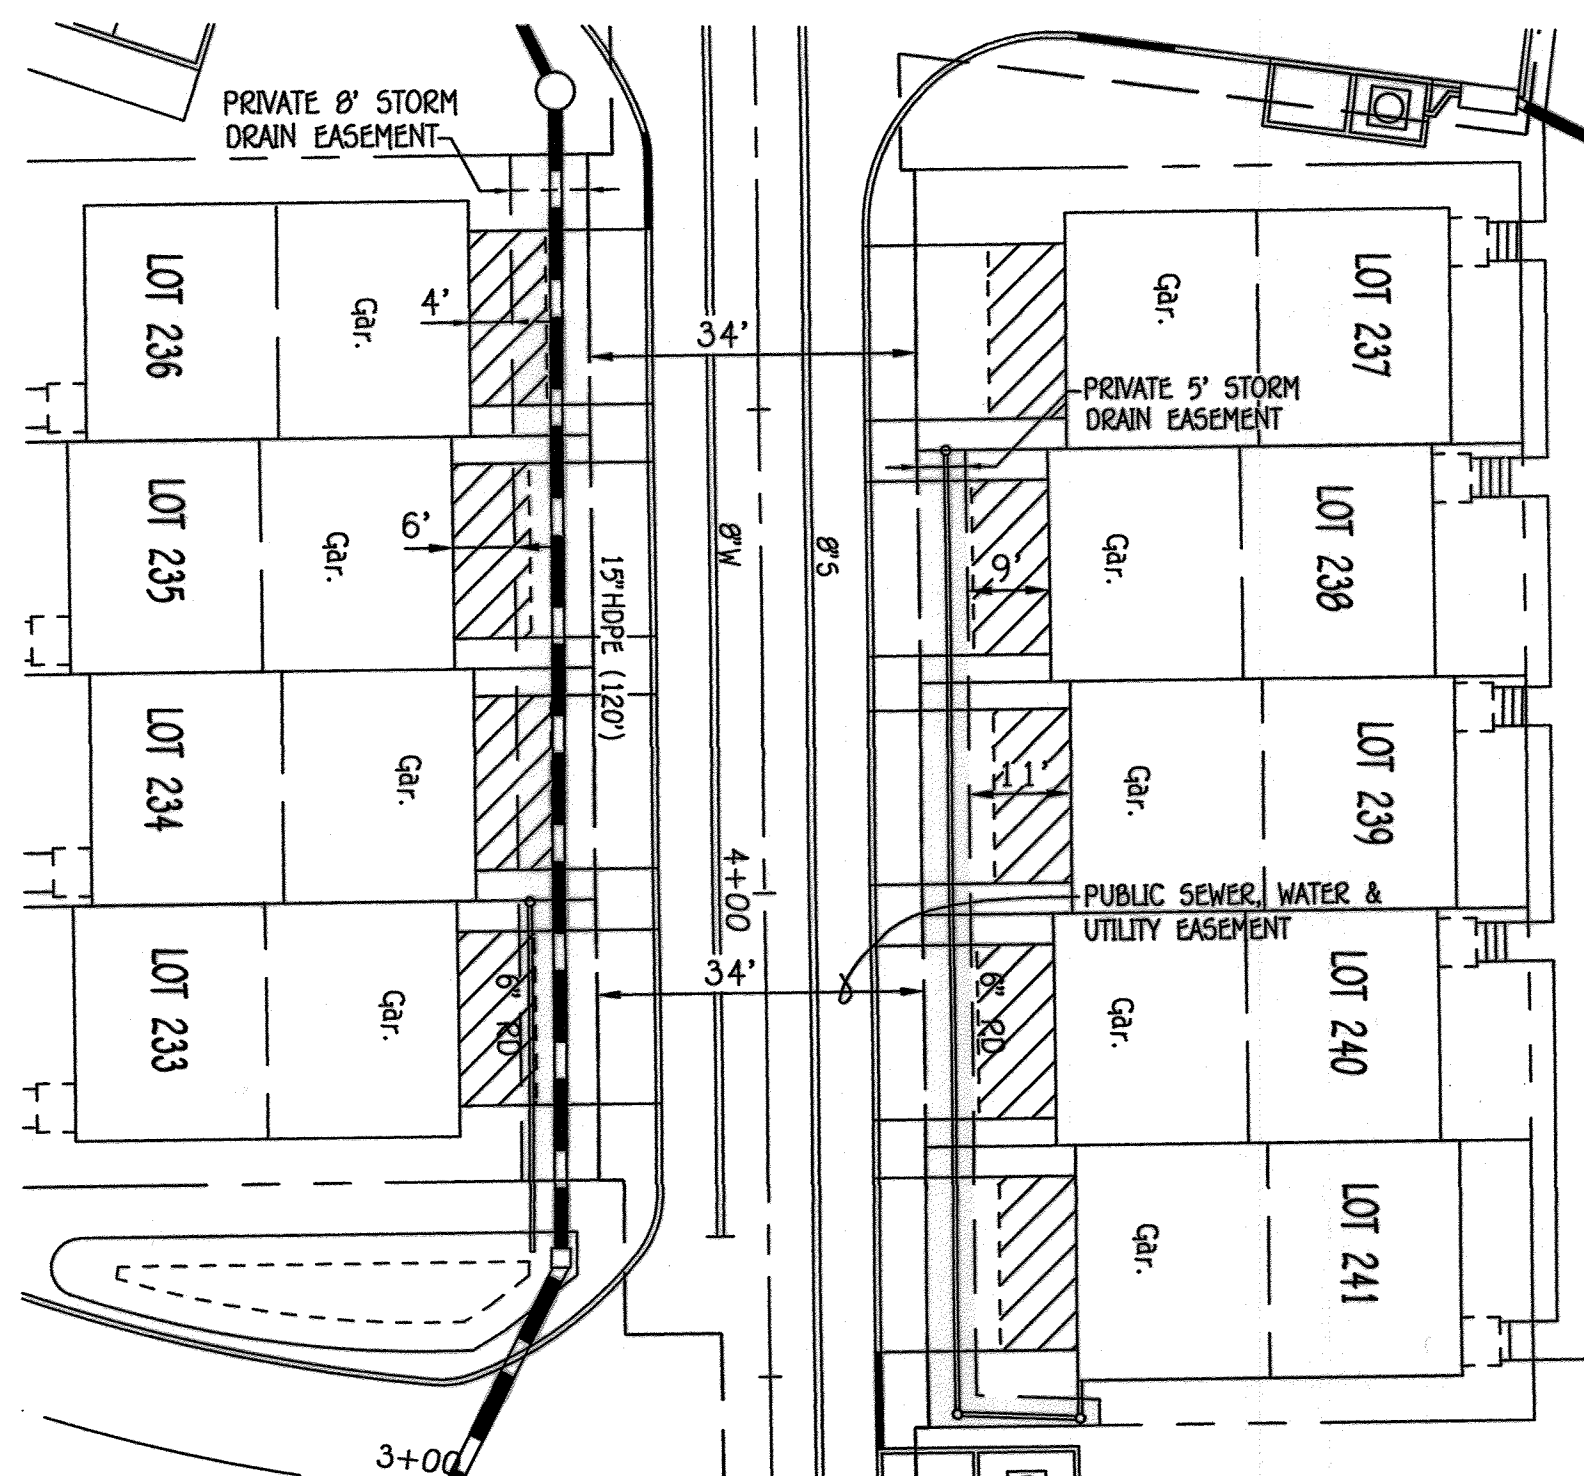 PRIVATE 8' STORM
DRAIN EASEMENT
LOT 236
Gar.
4'
34'
LOT 237
Gar.
PRIVATE 5' STORM
DRAIN EASEMENT
LOT 235
Gar.
6'
15"HDPE (120')
8"W
8"S
9'
Gar.
LOT 238
LOT 234
Gar.
11'
Gar.
LOT 239
4+00
PUBLIC SEWER, WATER &
UTILITY EASEMENT
34'
LOT 233
Gar.
6" RD
6" RD
Gar.
LOT 240
Gar.
LOT 241
3+00